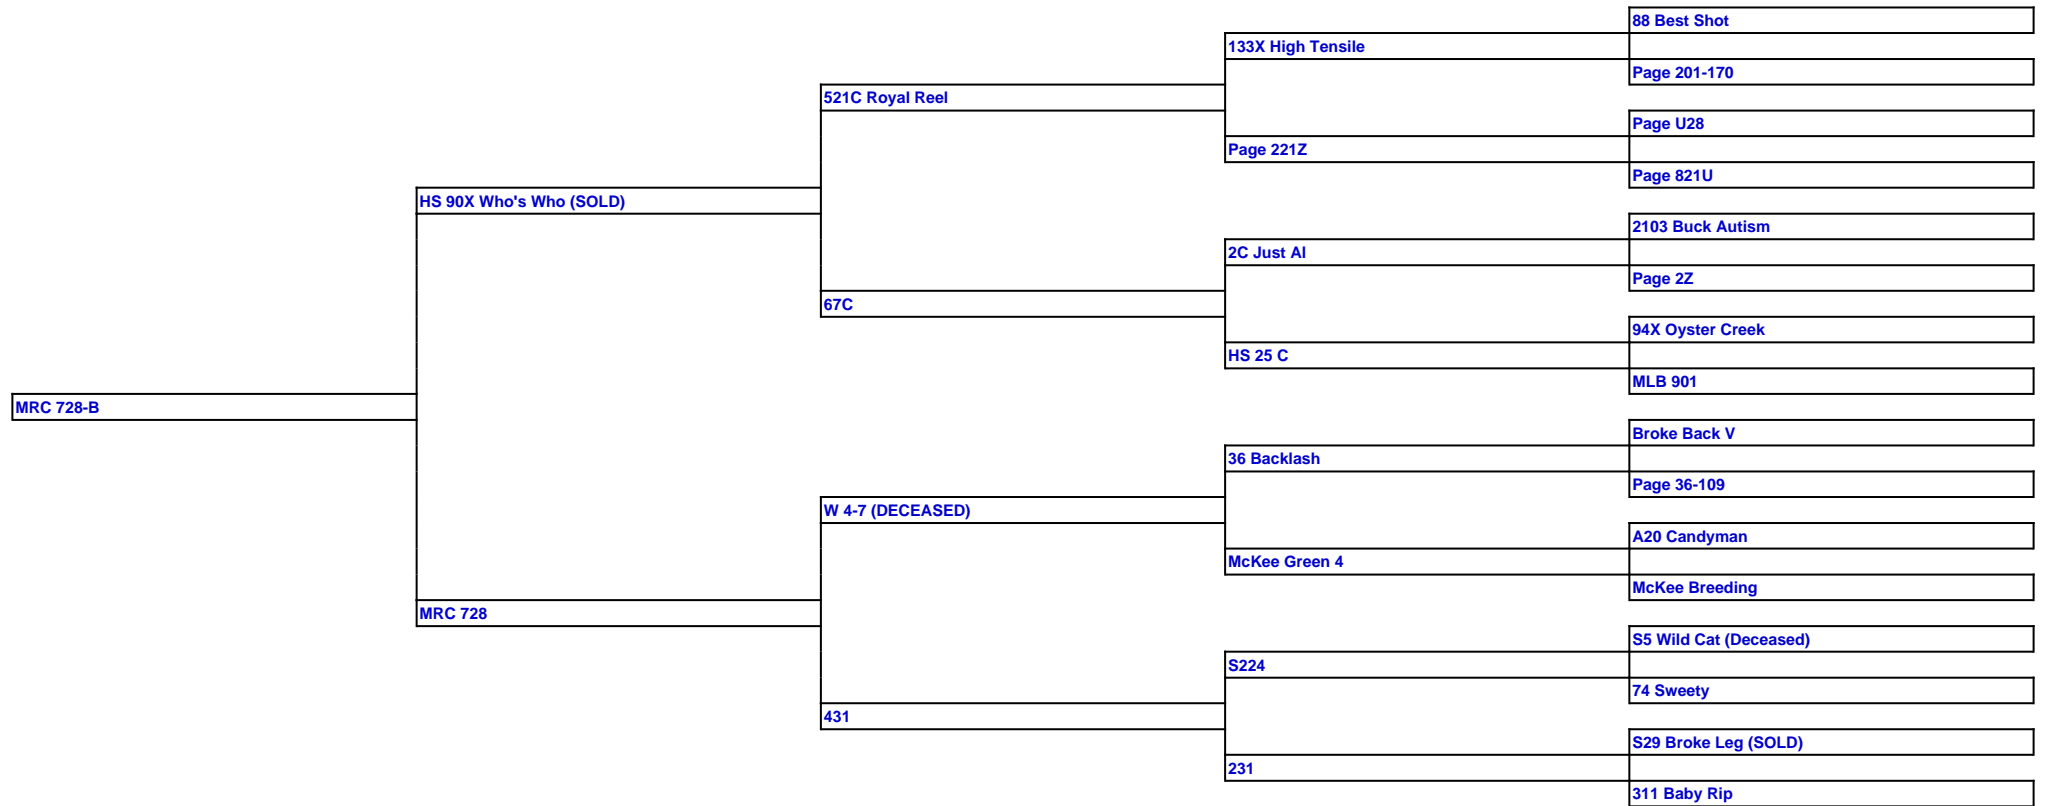 88 Best Shot
133X High Tensile
Page 201-170
521C Royal Reel
Page U28
Page 221Z
Page 821U
HS 90X Who's Who (SOLD)
2103 Buck Autism
2C Just AI
Page 2Z
67C
94X Oyster Creek
HS 25 C
MLB 901
MRC 728-B
Broke Back V
36 Backlash
Page 36-109
W 4-7 (DECEASED)
A20 Candyman
McKee Green 4
McKee Breeding
MRC 728
S5 Wild Cat (Deceased)
S224
74 Sweety
431
S29 Broke Leg (SOLD)
231
311 Baby Rip